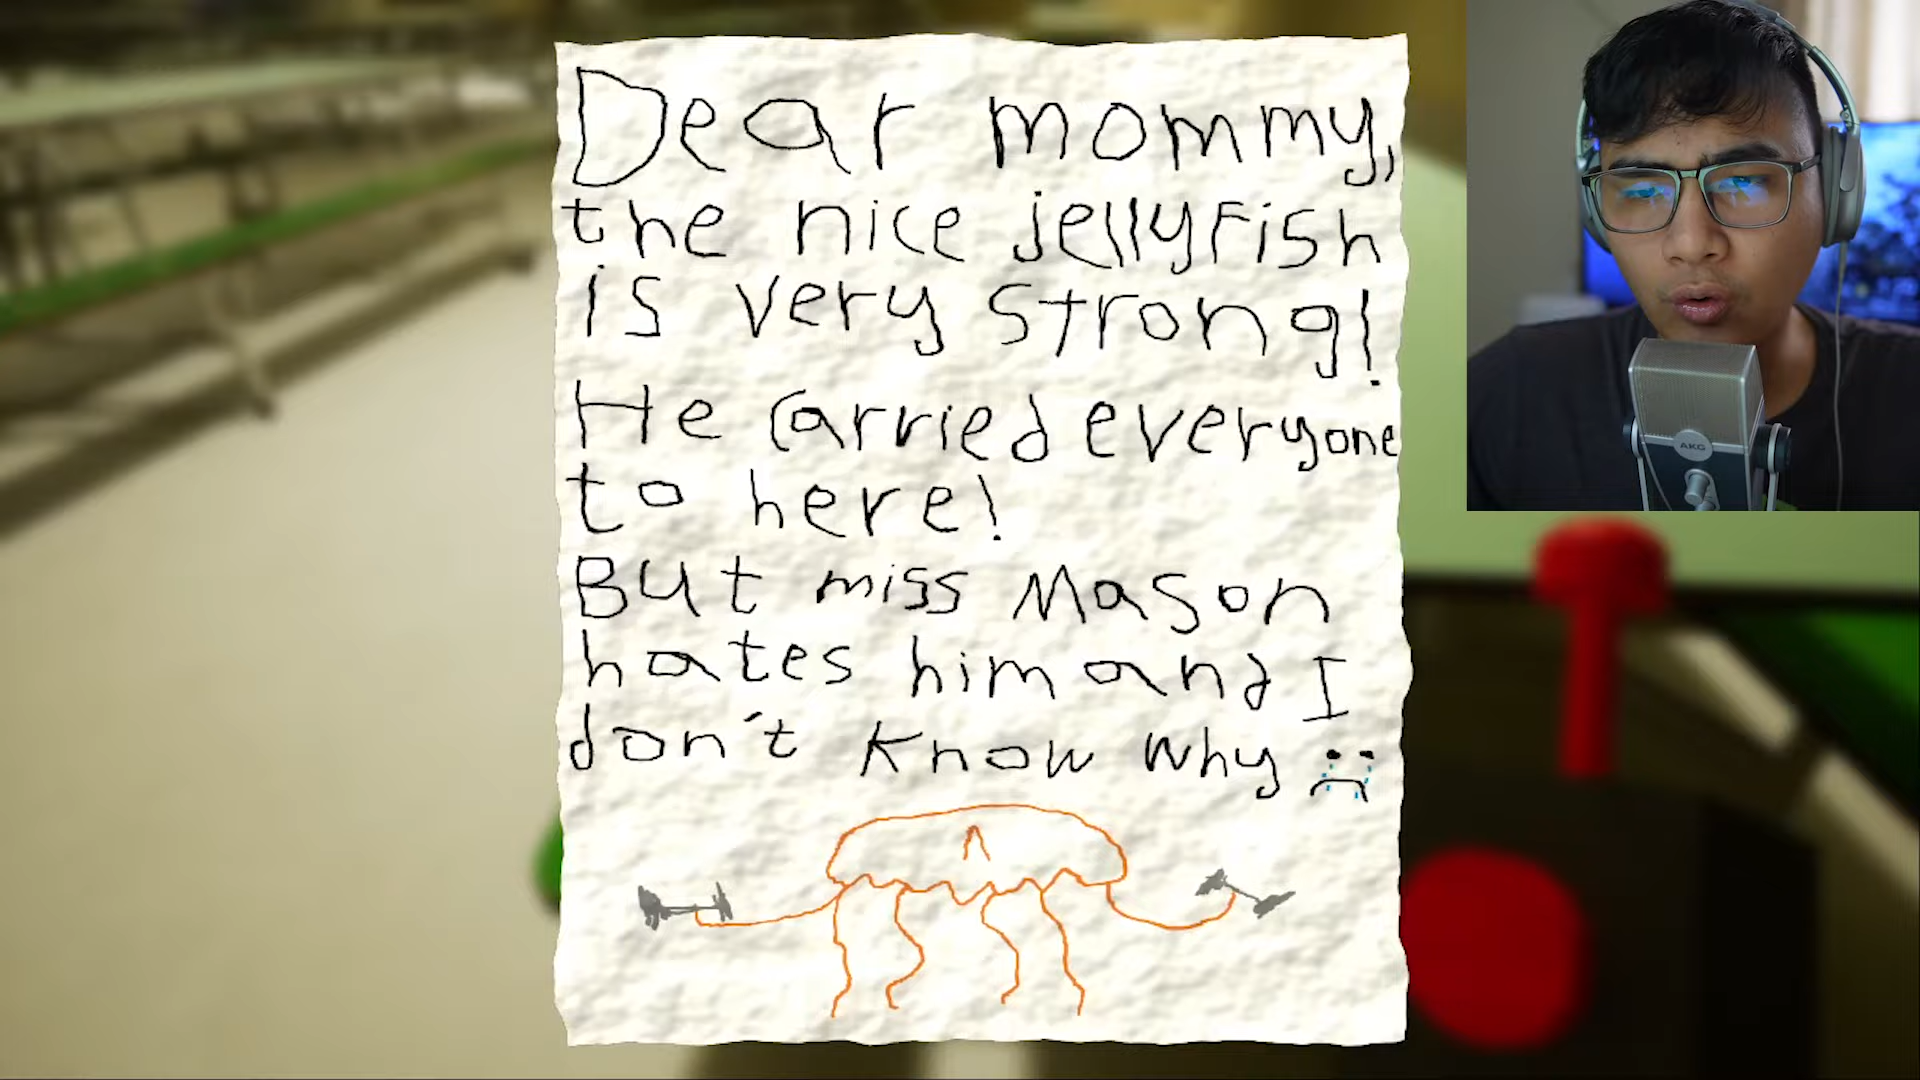 Dear mommy,
the nice jellyfish
is very strong!
He carried everyone
to here!
But miss Mason
hates him and I
don't know why
AKG